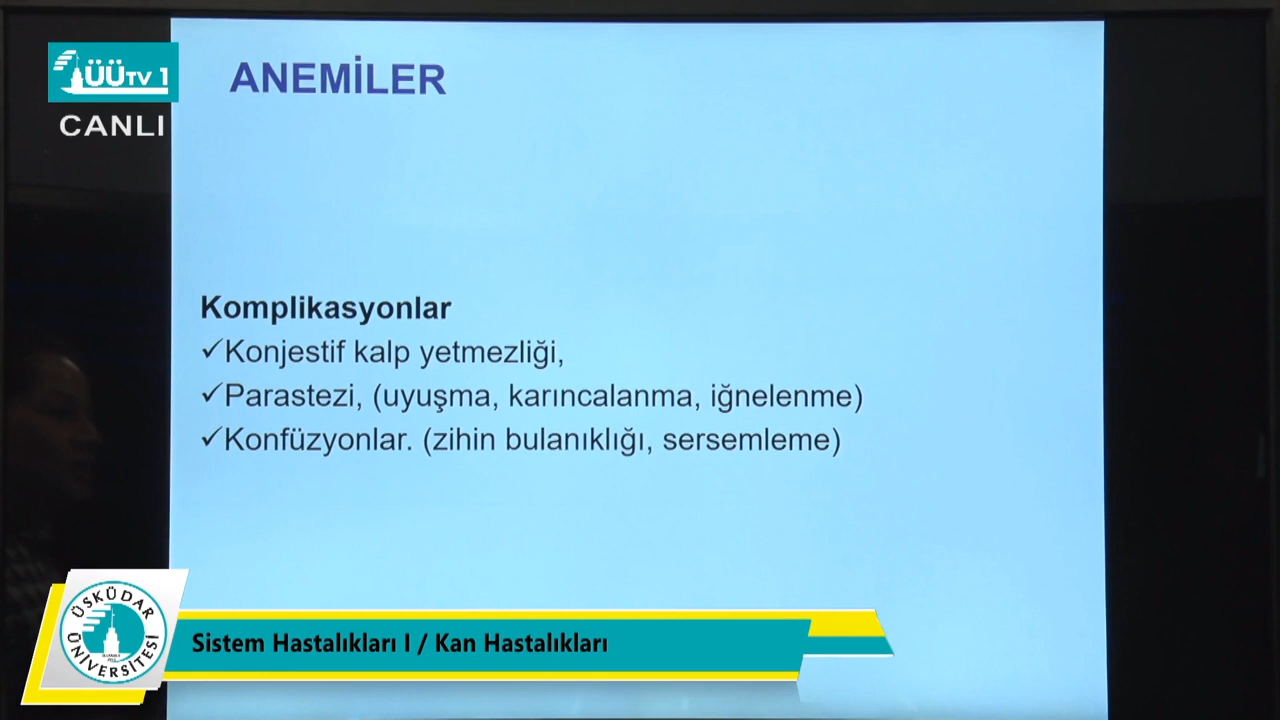 ÜÜTV 1
CANLI
ANEMİLER
Komplikasyonlar
✓Konjestif kalp yetmezliği,
✓Parastezi, (uyuşma, karıncalanma, iğnelenme)
✓Konfüzyonlar. (zihin bulanıklığı, sersemleme)
ÜSKÜDAR
ÜNİVERSİTESİ
Sistem Hastalıkları I / Kan Hastalıkları